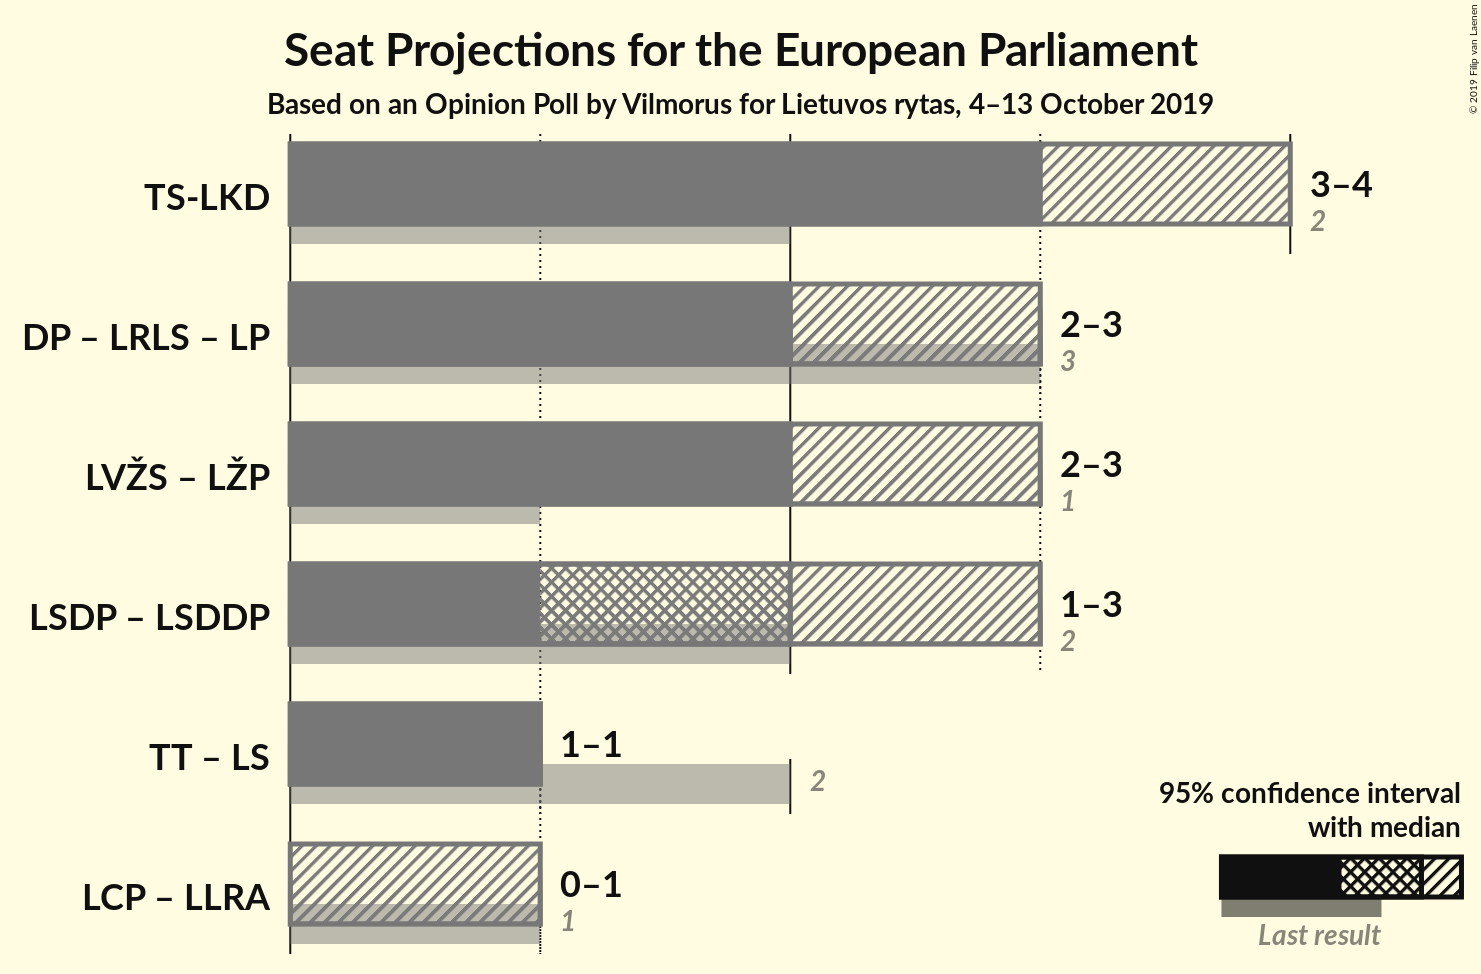 Seat Projections for the European Parliament
Based on an Opinion Poll by Vilmorus for Lietuvos rytas, 4–13 October 2019
© 2019 Filip van Laenen
TS-LKD
3–4
2
DP – LRLS – LP
2–3
3
LVŽS – LŽP
2–3
1
LSDP – LSDDP
1–3
2
TT – LS
1–1
2
LCP – LLRA
0–1
1
95% confidence interval
with median
Last result